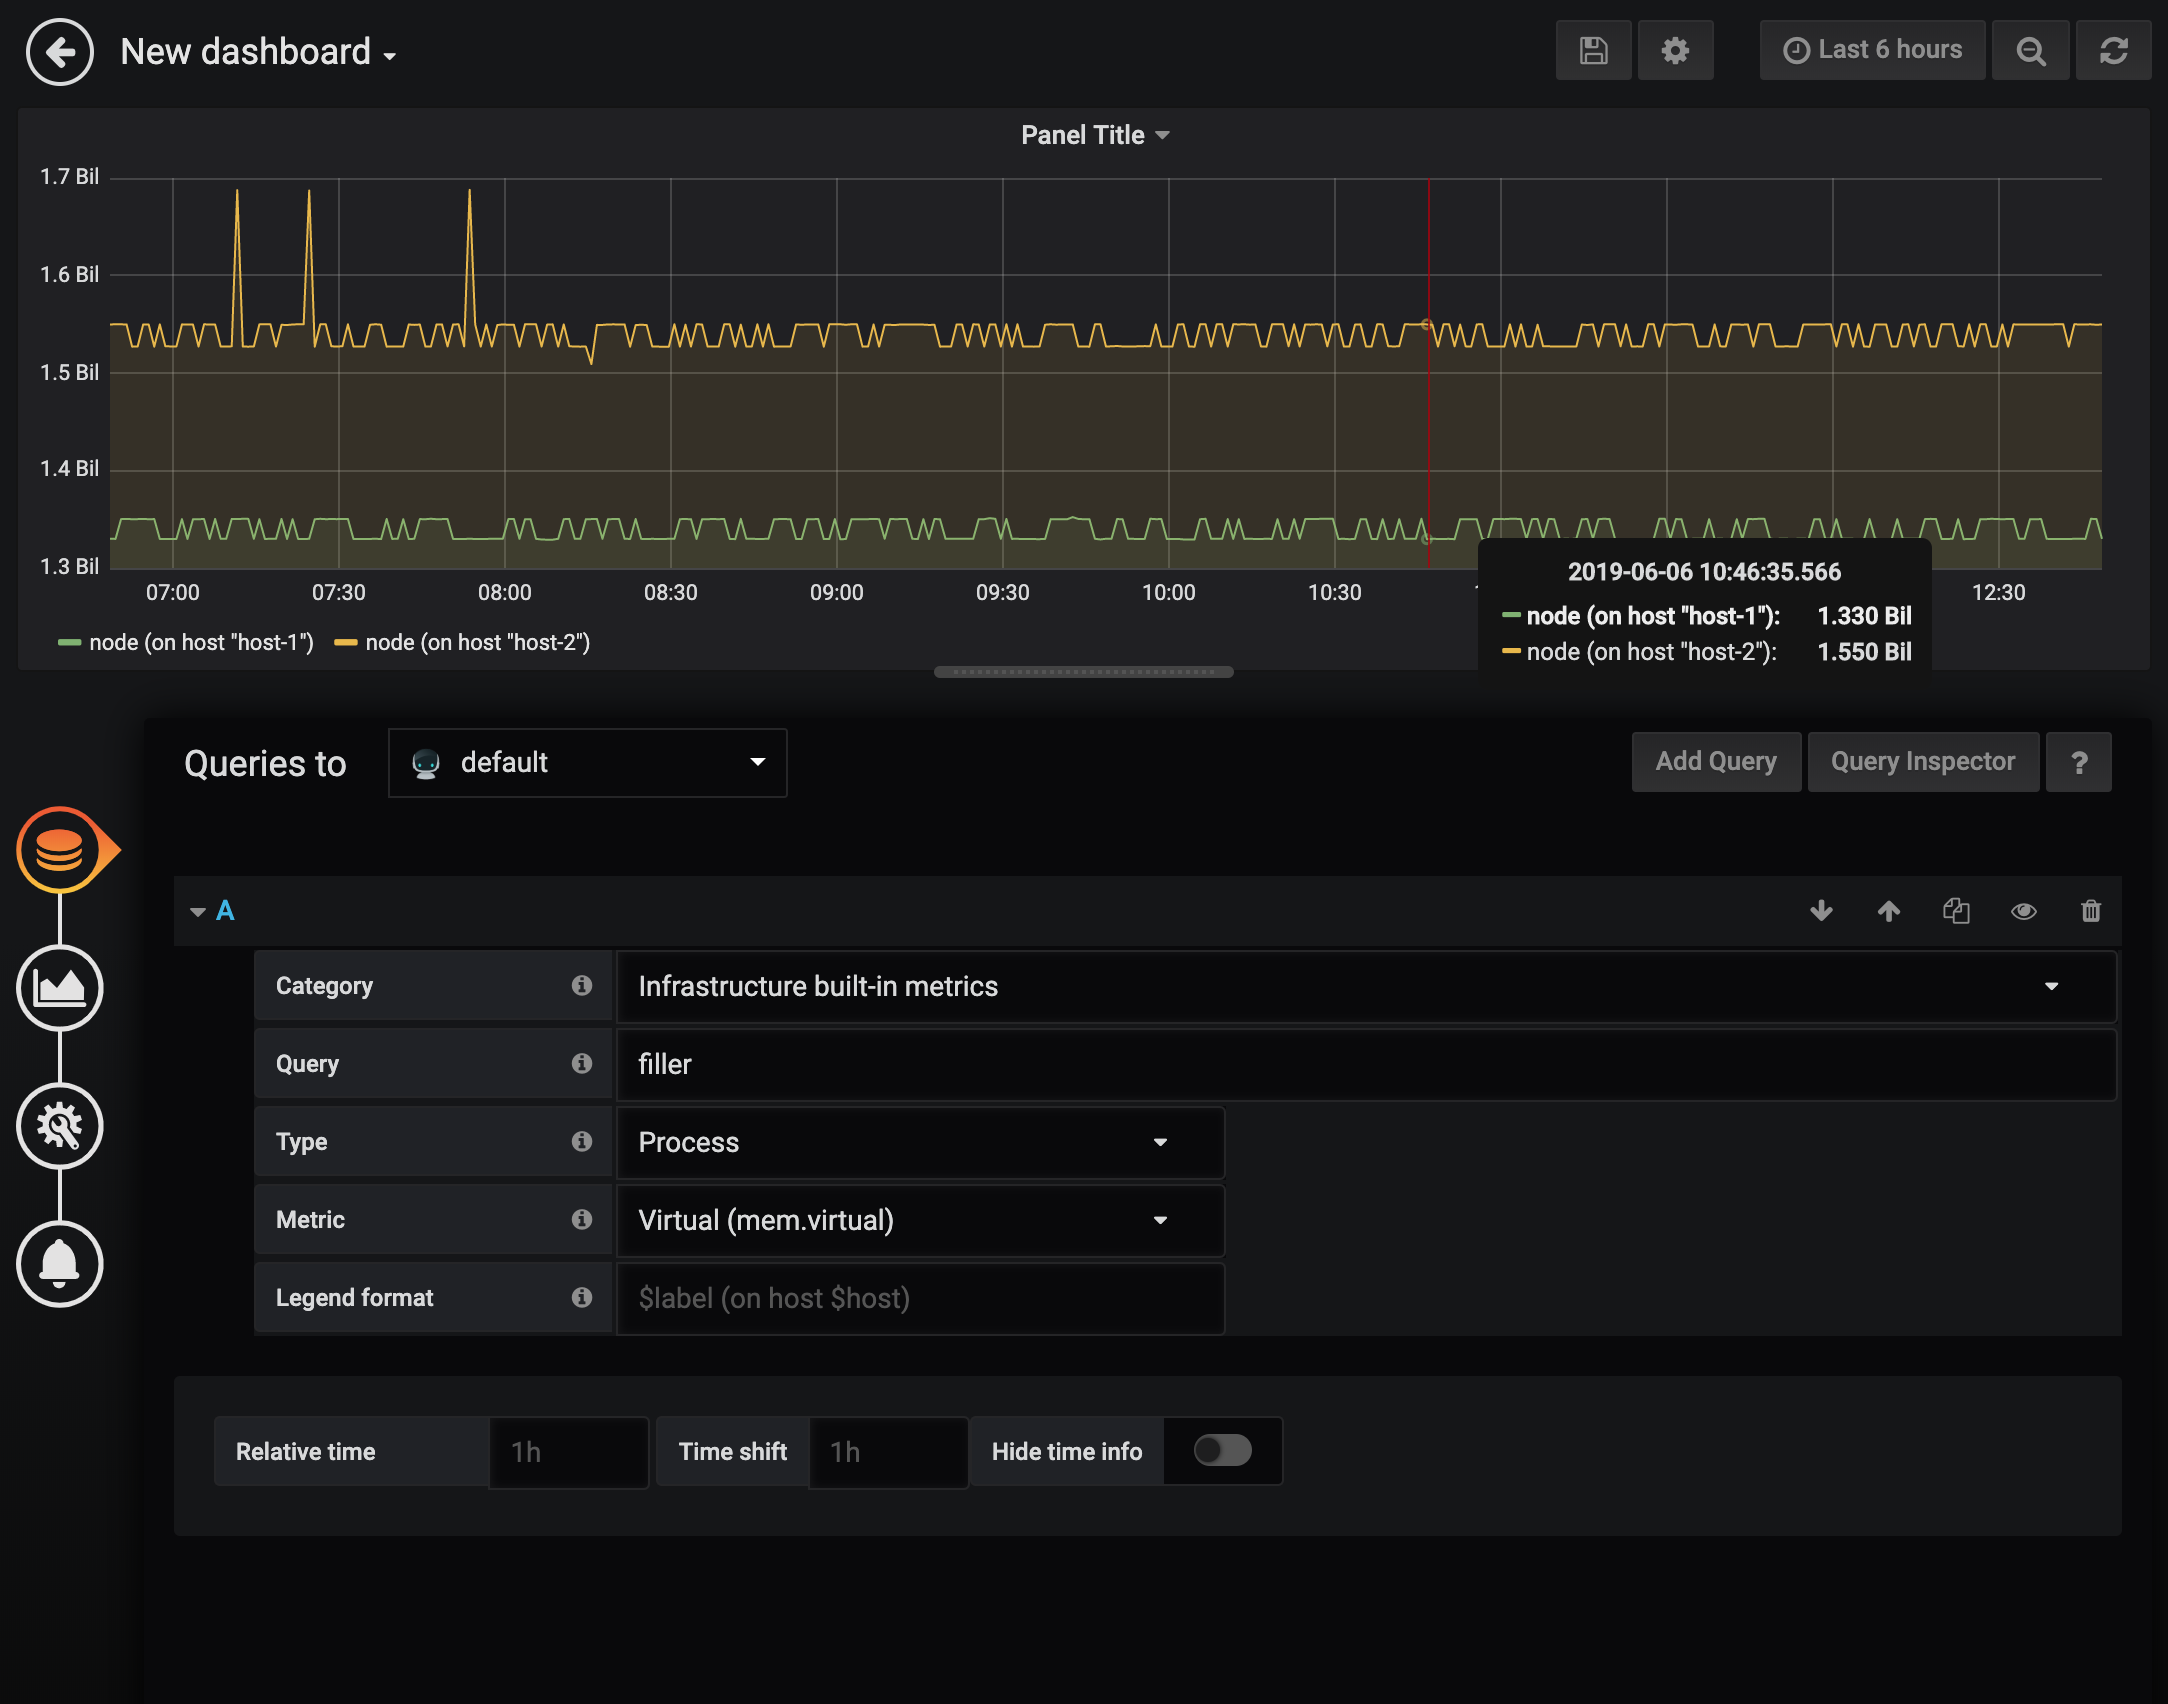 New dashboard
Last 6 hours
Panel Title
1.7 Bil
1.6 Bil
1.5 Bil
1.4 Bil
1.3 Bil
07:00 07:30 08:00 08:30 09:00 09:30 10:00 10:30 12:30
node (on host "host-1") node (on host "host-2")
2019-06-06 10:46:35.566
node (on host "host-1"): 1.330 Bil
node (on host "host-2"): 1.550 Bil
Queries to default Add Query Query Inspector ?
A
Category Infrastructure built-in metrics
Query filler
Type Process
Metric Virtual (mem.virtual)
Legend format $label (on host $host)
Relative time 1h Time shift 1h Hide time info